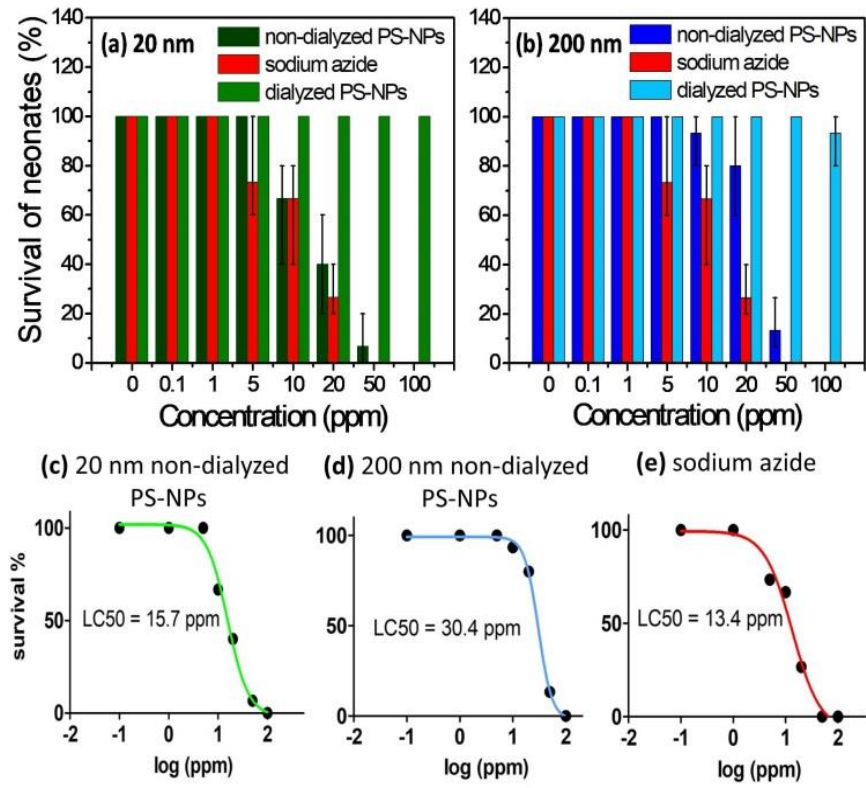 (a) 20 nm
non-dialyzed PS-NPs
sodium azide
dialyzed PS-NPs
Survival of neonates (%)
140
120
100
80
60
40
20
0
0 0.1 1 5 10 20 50 100
Concentration (ppm)
(b) 200 nm
non-dialyzed PS-NPs
sodium azide
dialyzed PS-NPs
140
120
100
80
60
40
20
0
0 0.1 1 5 10 20 50 100
Concentration (ppm)
(c) 20 nm non-dialyzed
PS-NPs
survival %
100
50
0
LC50 = 15.7 ppm
-2 -1 0 1 2
log (ppm)
(d) 200 nm non-dialyzed
PS-NPs
100
50
0
LC50 = 30.4 ppm
-2 -1 0 1 2
log (ppm)
(e) sodium azide
100
50
0
LC50 = 13.4 ppm
-2 -1 0 1 2
log (ppm)